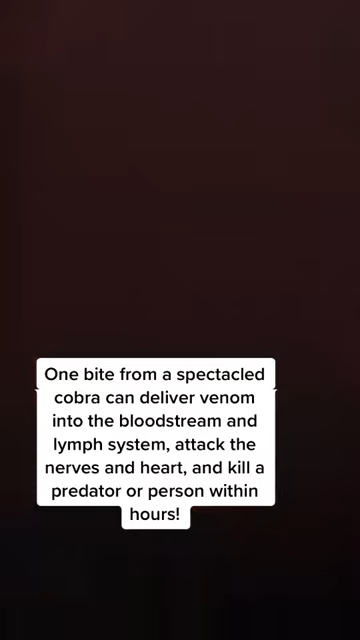 One bite from a spectacled
cobra can deliver venom
into the bloodstream and
lymph system, attack the
nerves and heart, and kill a
predator or person within
hours!